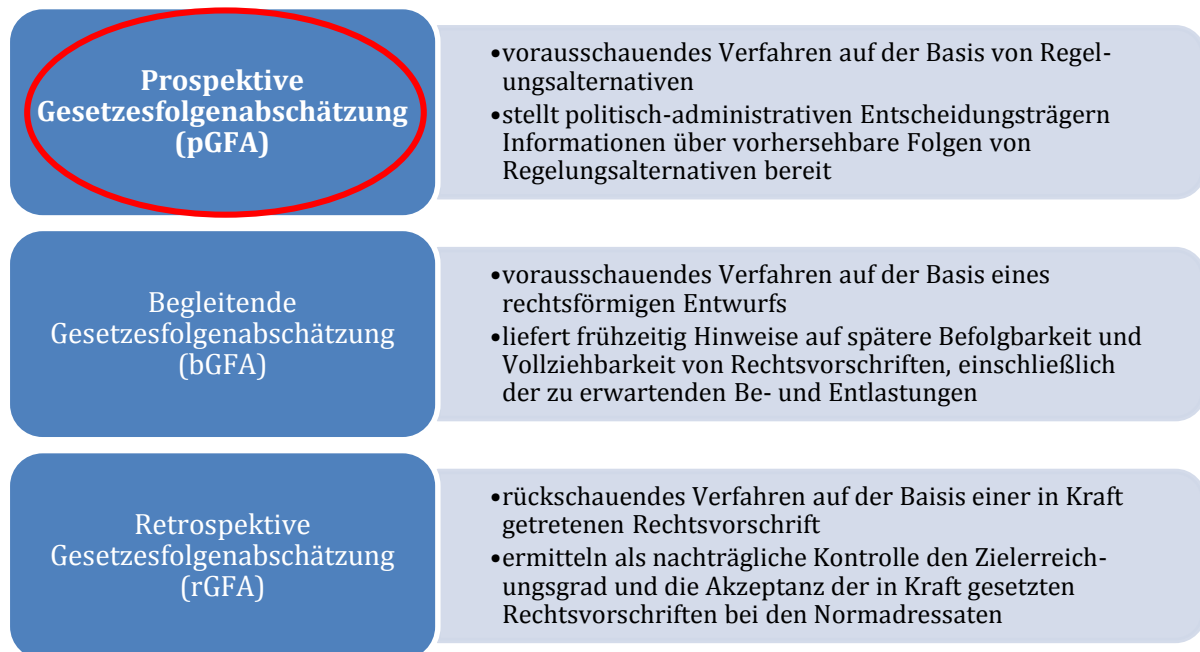 Prospektive
Gesetzesfolgenabschätzung
(pGFA)
•vorausschauendes Verfahren auf der Basis von Regel-
ungsalternativen
•stellt politisch-administrativen Entscheidungsträgern
Informationen über vorhersehbare Folgen von
Regelungsalternativen bereit
Begleitende
Gesetzesfolgenabschätzung
(bGFA)
•vorausschauendes Verfahren auf der Basis eines
rechtsförmigen Entwurfs
•liefert frühzeitig Hinweise auf spätere Befolgbarkeit und
Vollziehbarkeit von Rechtsvorschriften, einschließlich
der zu erwartenden Be- und Entlastungen
Retrospektive
Gesetzesfolgenabschätzung
(rGFA)
•rückschauendes Verfahren auf der Baisis einer in Kraft
getretenen Rechtsvorschrift
•ermitteln als nachträgliche Kontrolle den Zielerreich-
ungsgrad und die Akzeptanz der in Kraft gesetzten
Rechtsvorschriften bei den Normadressaten